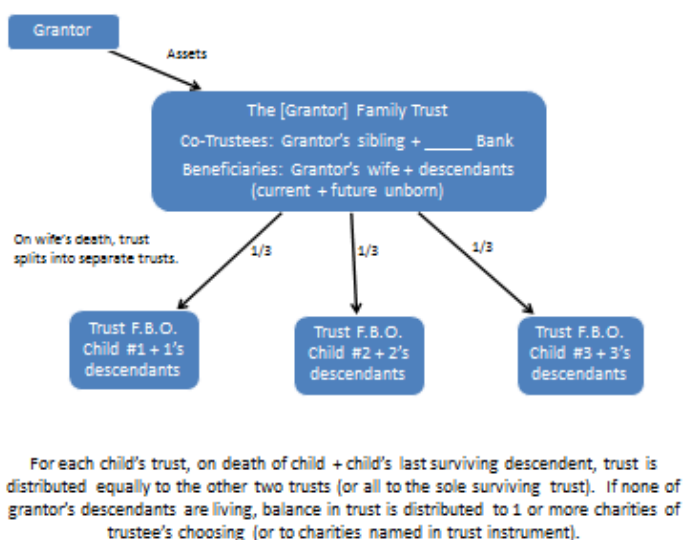 Grantor
Assets
The [Grantor] Family Trust
Co-Trustees: Grantor's sibling + _____ Bank
Beneficiaries: Grantor's wife + descendants
(current + future unborn)
On wife's death, trust
splits into separate trusts.
1/3
1/3
1/3
Trust F.B.O.
Child #1 + 1's
descendants
Trust F.B.O.
Child #2 + 2's
descendants
Trust F.B.O.
Child #3 + 3's
descendants
For each child's trust, on death of child + child's last surviving descendent, trust is
distributed equally to the other two trusts (or all to the sole surviving trust). If none of
grantor's descendants are living, balance in trust is distributed to 1 or more charities of
trustee's choosing (or to charities named in trust instrument).